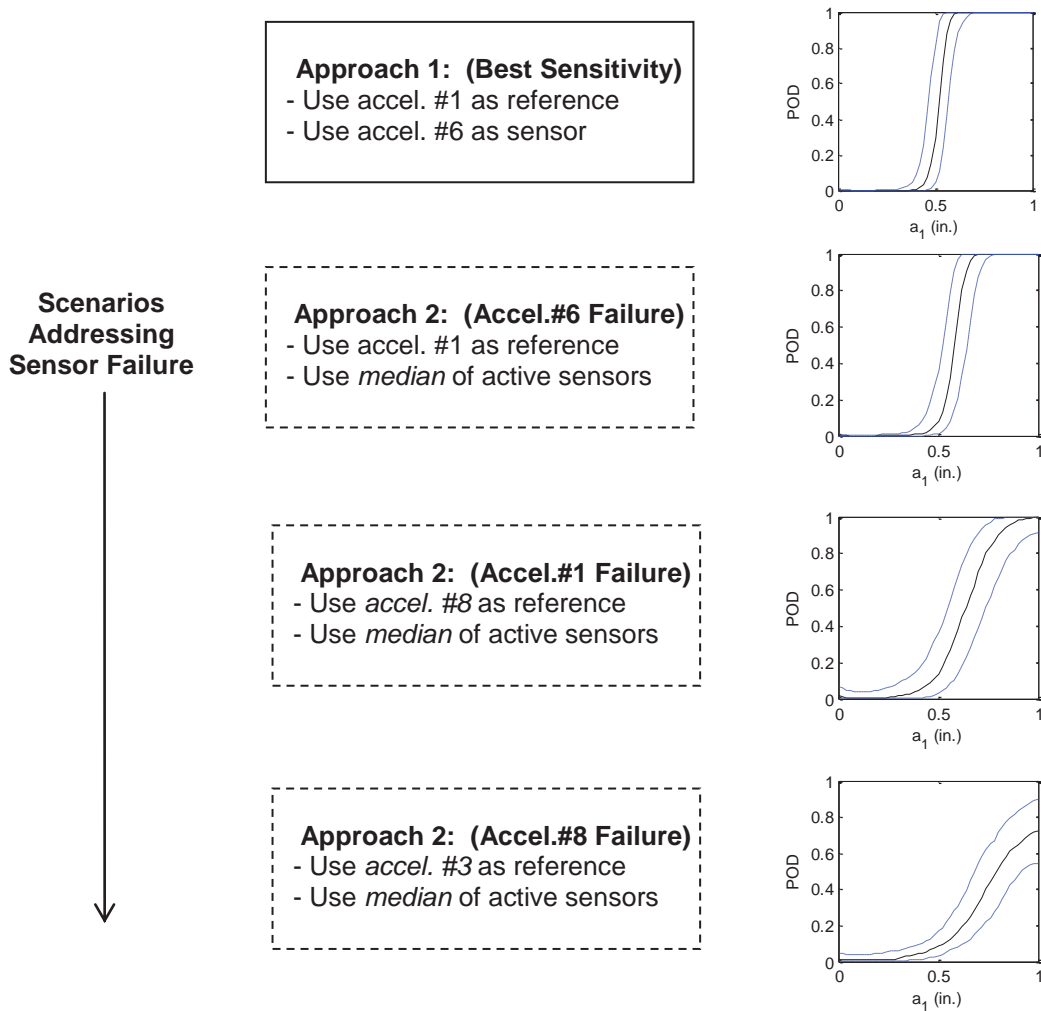 Approach 1: (Best Sensitivity)
- Use accel. #1 as reference
- Use accel. #6 as sensor
1
0.8
0.6
0.4
0.2
0
POD
0
0.5
1
a1 (in.)
Scenarios
Addressing
Sensor Failure
Approach 2: (Accel.#6 Failure)
- Use accel. #1 as reference
- Use median of active sensors
1
0.8
0.6
0.4
0.2
0
POD
0
0.5
1
a1 (in.)
Approach 2: (Accel.#1 Failure)
- Use accel. #8 as reference
- Use median of active sensors
1
0.8
0.6
0.4
0.2
0
POD
0
0.5
1
a1 (in.)
Approach 2: (Accel.#8 Failure)
- Use accel. #3 as reference
- Use median of active sensors
1
0.8
0.6
0.4
0.2
0
POD
0
0.5
1
a1 (in.)